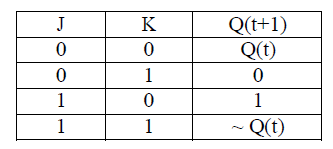 J K Q(t+1)
0 0 Q(t)
0 1 0
1 0 1
1 1 ~ Q(t)